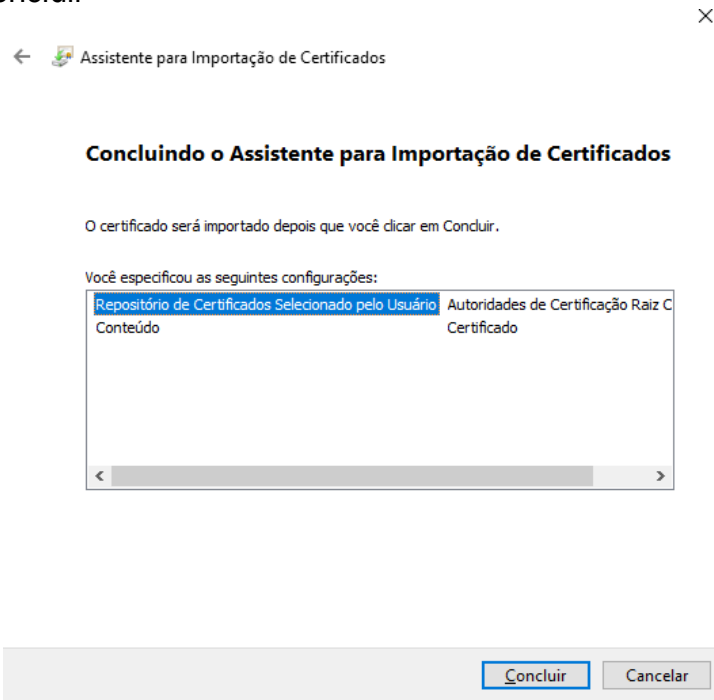 Assistente para Importação de Certificados
Concluindo o Assistente para Importação de Certificados
O certificado será importado depois que você clicar em Concluir.
Você especificou as seguintes configurações:
Repositório de Certificados Selecionado pelo Usuário Autoridades de Certificação Raiz C
Conteúdo Certificado
Concluir Cancelar